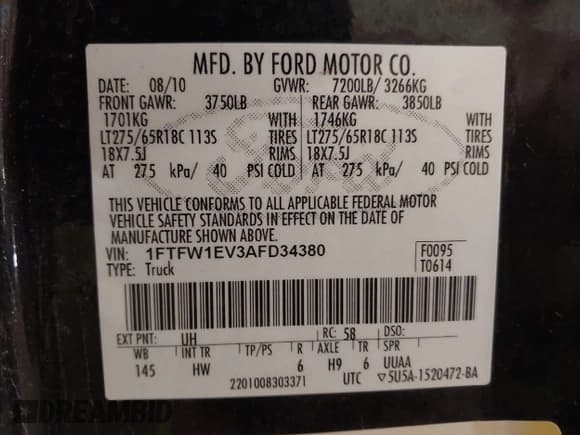 MFD. BY FORD MOTOR CO.
DATE: 08/10 GVWR: 7200LB/ 3266KG
FRONT GAWR: 3750LB REAR GAWR: 3850LB
1701KG WITH 1746KG WITH
LT275/65R18C 113S TIRES LT275/65R18C 113S TIRES
18X7.5J RIMS 18X7.5J RIMS
AT 275 kPa/ 40 PSI COLD AT 275 kPa/ 40 PSI COLD
THIS VEHICLE CONFORMS TO ALL APPLICABLE FEDERAL MOTOR
VEHICLE SAFETY STANDARDS IN EFFECT ON THE DATE OF
MANUFACTURE SHOWN ABOVE.
VIN: 1FTFW1EV3AFD34380 F0095
TYPE: Truck T0614
EXT PNT: UH RC: 58 DSO:
WB INT TR TP/PS R AXLE TR SPR
145 HW 6 H9 6 UUAA
2201008303371 UTC ▽5U5A-1520472-BA
DREAMBID